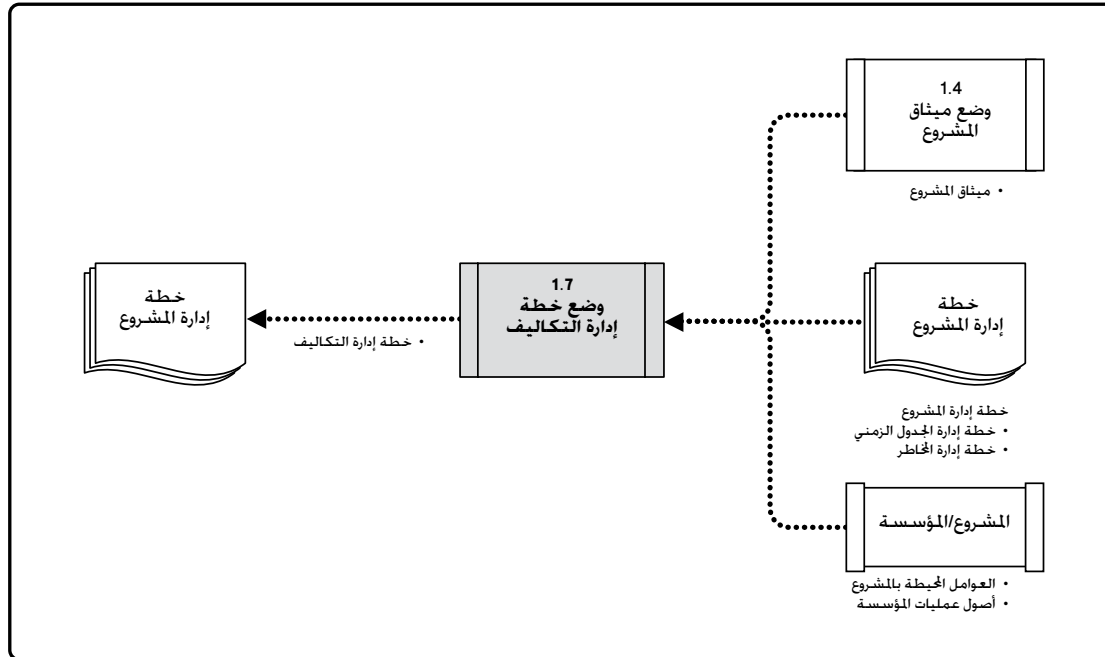 1.4
وضع ميثاق
المشروع
• ميثاق المشروع
خطة
إدارة المشروع
خطة إدارة المشروع
• خطة إدارة الجدول الزمني
• خطة إدارة المخاطر
المشروع/المؤسسة
• العوامل المحيطة بالمشروع
• أصول عمليات المؤسسة
1.7
وضع خطة
إدارة التكاليف
• خطة إدارة التكاليف
خطة
إدارة المشروع